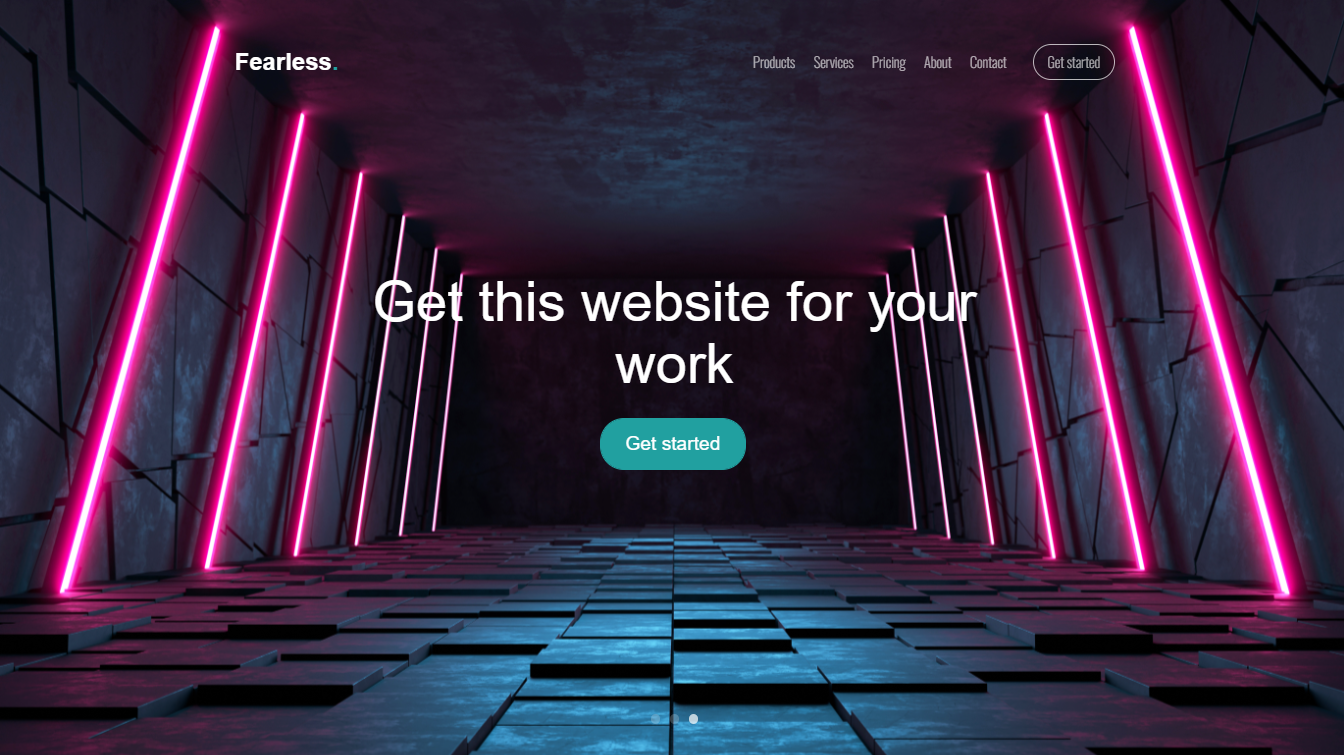 Fearless.
Products Services Pricing About Contact Get started
Get this website for your
work
Get started